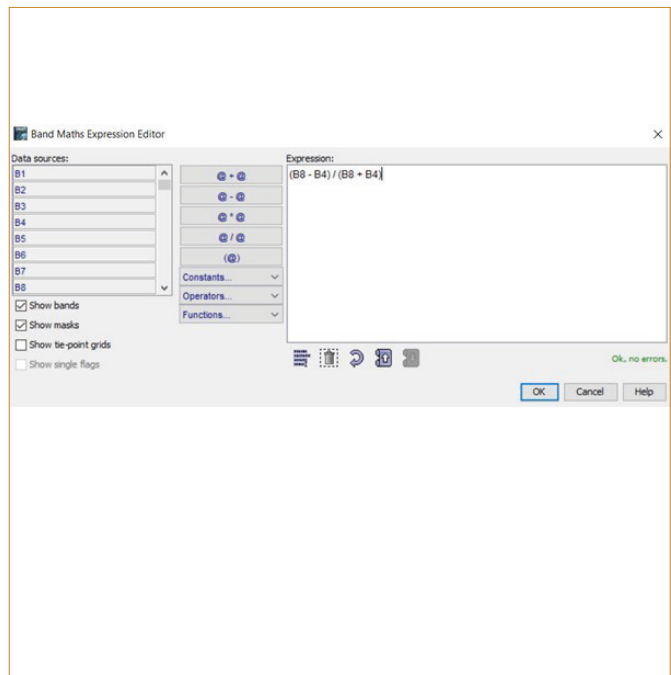 Band Maths Expression Editor
Data sources:
B1
B2
B3
B4
B5
B6
B7
B8
Show bands
Show masks
Show tie-point grids
Show single flags
@ + @
@ - @
@ * @
@ / @
(@)
Constants...
Operators...
Functions...
Expression:
(B8 - B4) / (B8 + B4)
Ok, no errors.
OK Cancel Help